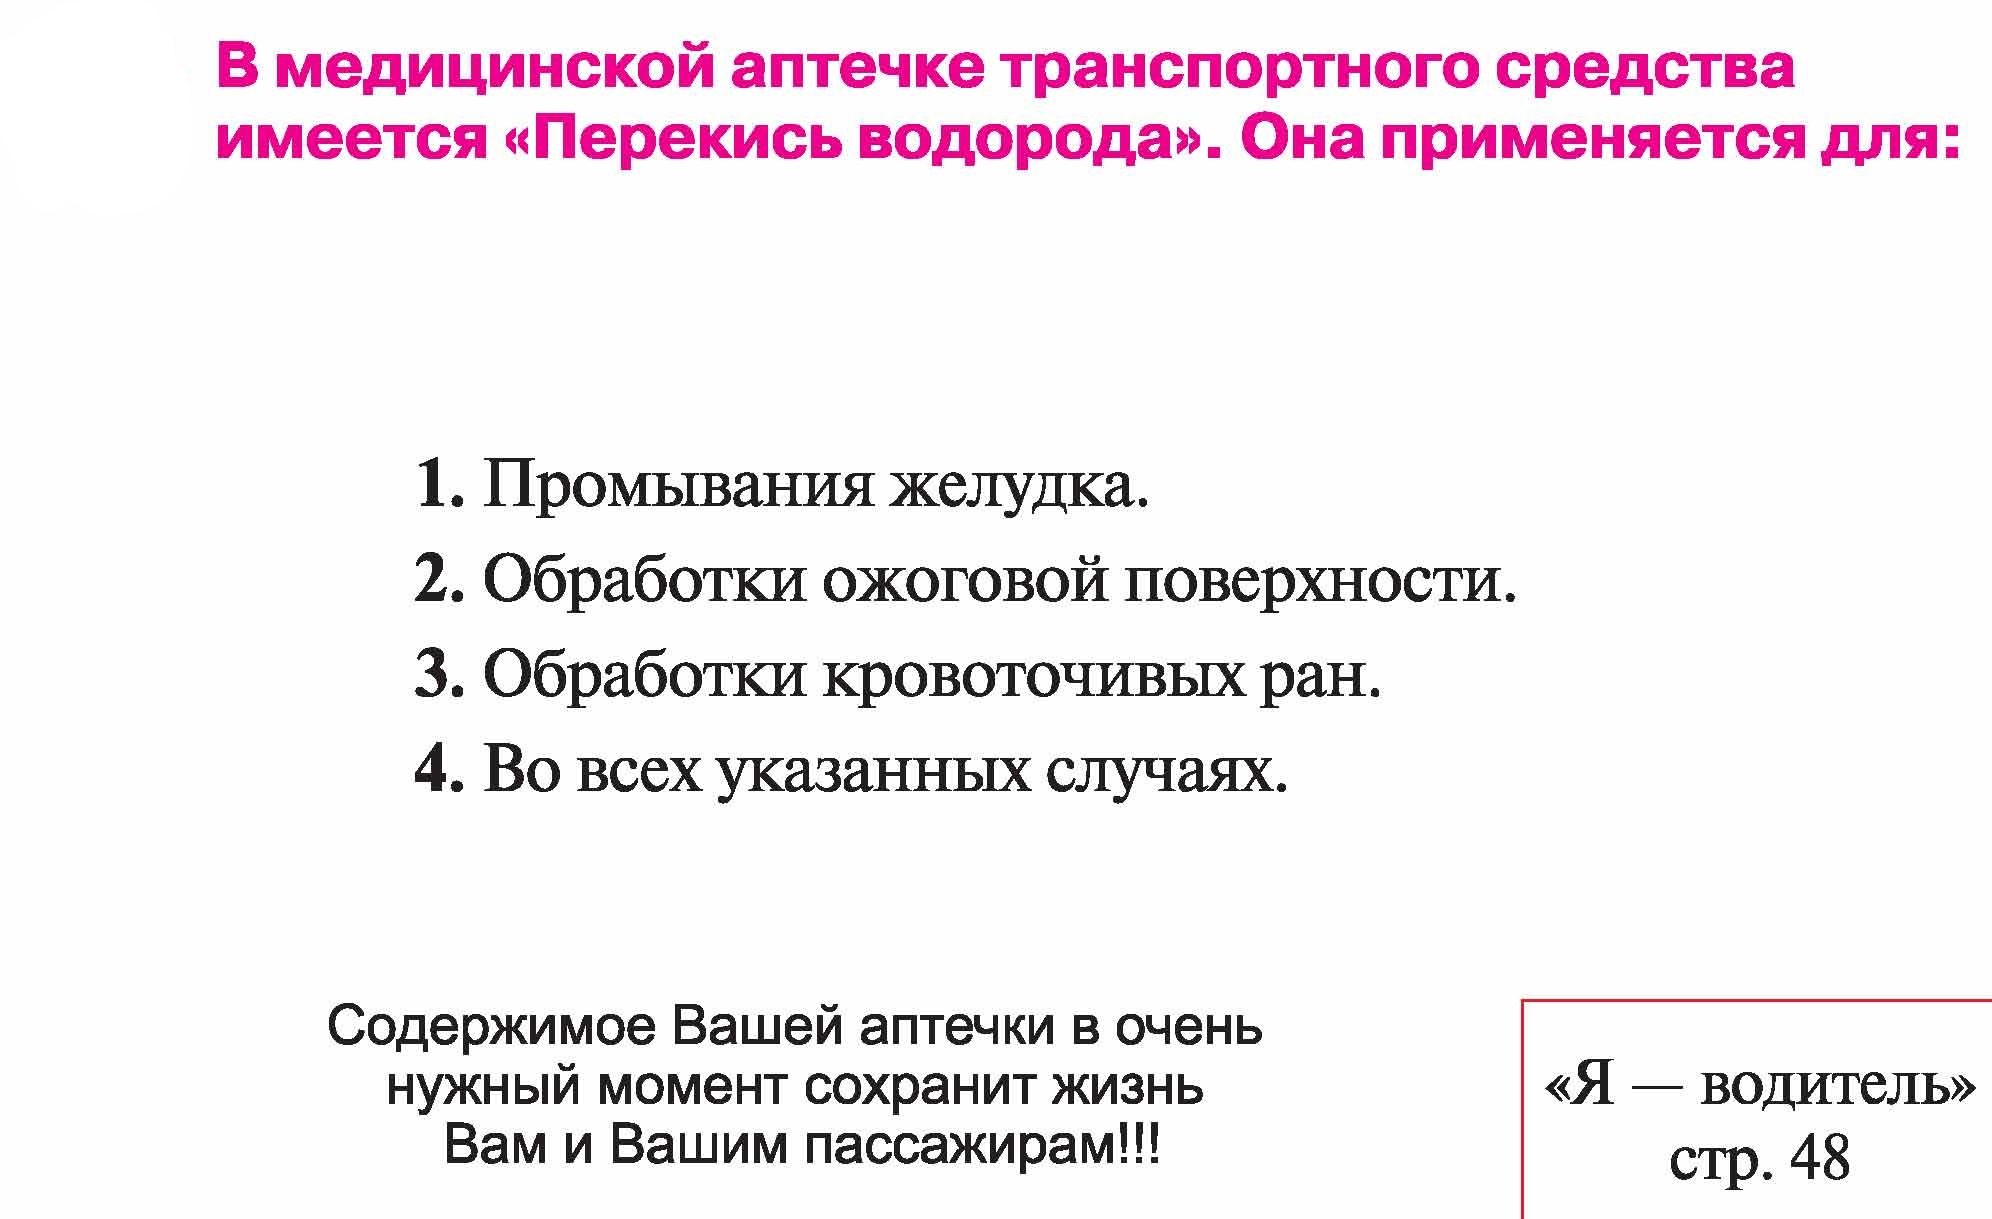 В медицинской аптечке транспортного средства
имеется «Перекись водорода». Она применяется для:
1. Промывания желудка.
2. Обработки ожоговой поверхности.
3. Обработки кровоточивых ран.
4. Во всех указанных случаях.
Содержимое Вашей аптечки в очень
нужный момент сохранит жизнь
Вам и Вашим пассажирам!!!
«Я — водитель»
стр. 48